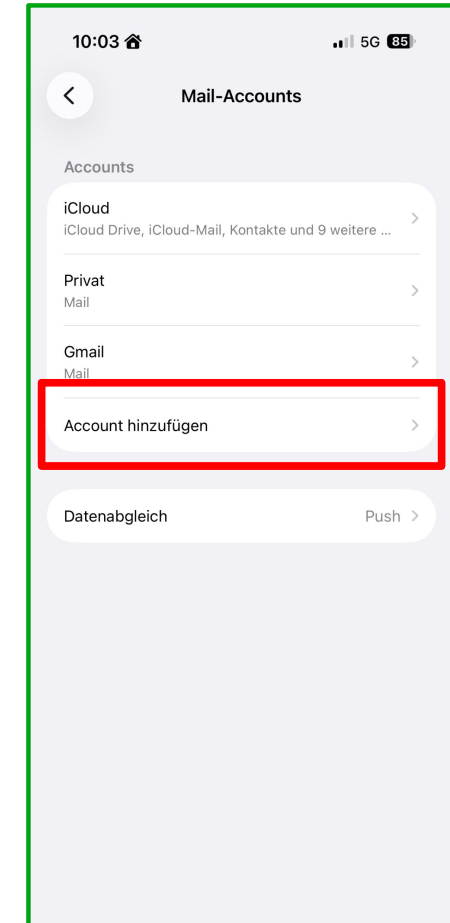 10:03 5G 85
Mail-Accounts
Accounts
iCloud
iCloud Drive, iCloud-Mail, Kontakte und 9 weitere ...
Privat
Mail
Gmail
Mail
Account hinzufügen
Datenabgleich Push